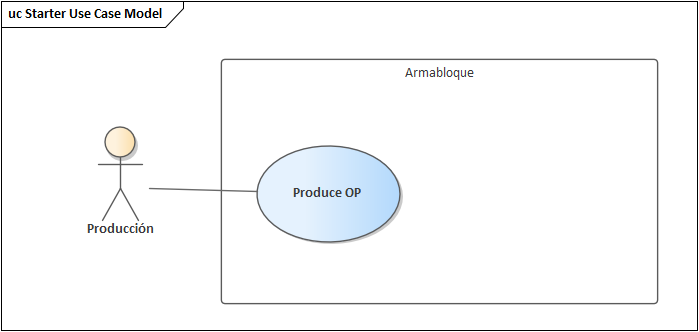 uc Starter Use Case Model
Armabloque
Produce OP
Producción